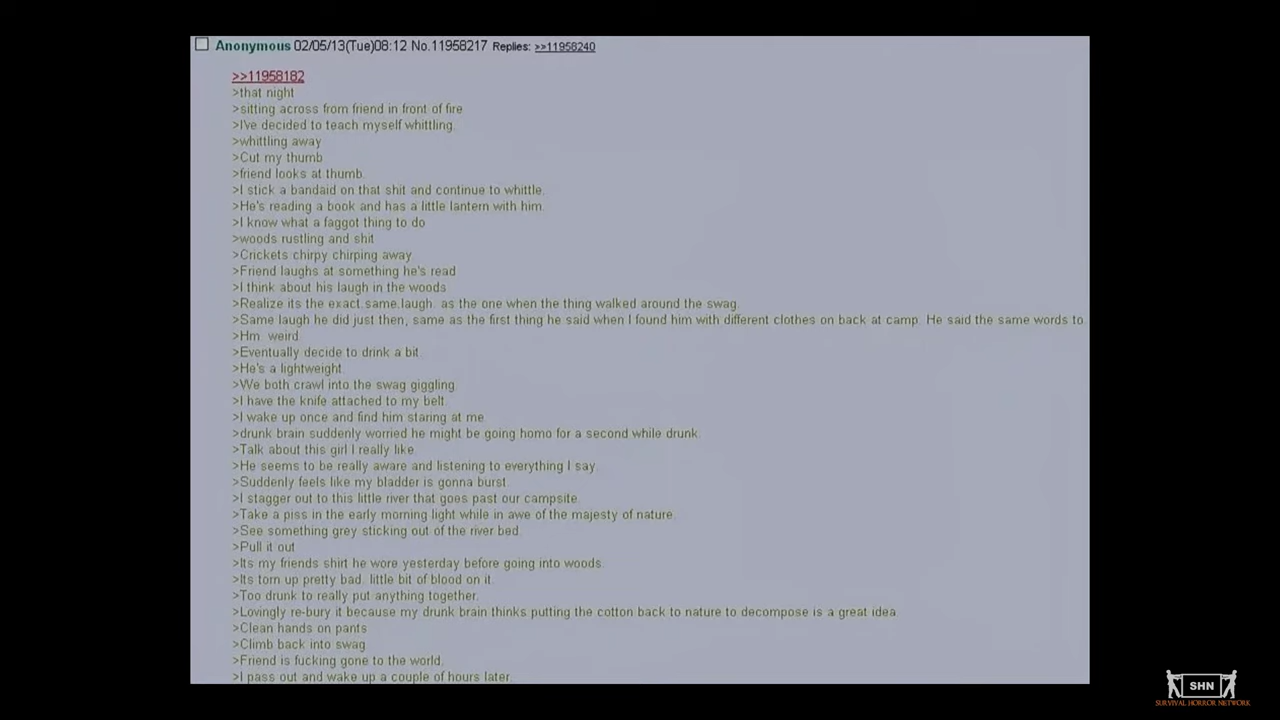 Anonymous 02/05/13(Tue)08:12 No.11958217 Replies: >>11958240
>>11958182
>that night
>sitting across from friend in front of fire
>I've decided to teach myself whittling.
>whittling away
>Cut my thumb
>friend looks at thumb.
>I stick a bandaid on that shit and continue to whittle.
>He's reading a book and has a little lantern with him.
>I know what a faggot thing to do
>woods rustling and shit
>Crickets chirpy chirping away
>Friend laughs at something he's read
>I think about his laugh in the woods
>Realize its the exact.same.laugh. as the one when the thing walked around the swag.
>Same laugh he did just then, same as the first thing he said when I found him with different clothes on back at camp. He said the same words to
>Hm. weird
>Eventually decide to drink a bit.
>He's a lightweight.
>We both crawl into the swag giggling.
>I have the knife attached to my belt.
>I wake up once and find him staring at me
>drunk brain suddenly worried he might be going homo for a second while drunk.
>Talk about this girl I really like.
>He seems to be really aware and listening to everything I say.
>Suddenly feels like my bladder is gonna burst.
>I stagger out to this little river that goes past our campsite.
>Take a piss in the early morning light while in awe of the majesty of nature.
>See something grey sticking out of the river bed.
>Pull it out
>Its my friends shirt he wore yesterday before going into woods.
>Its torn up pretty bad. little bit of blood on it.
>Too drunk to really put anything together.
>Lovingly re-bury it because my drunk brain thinks putting the cotton back to nature to decompose is a great idea
>Clean hands on pants
>Climb back into swag
>Friend is fucking gone to the world.
>I pass out and wake up a couple of hours later.
SHN
SURVIVAL HORROR NETWORK